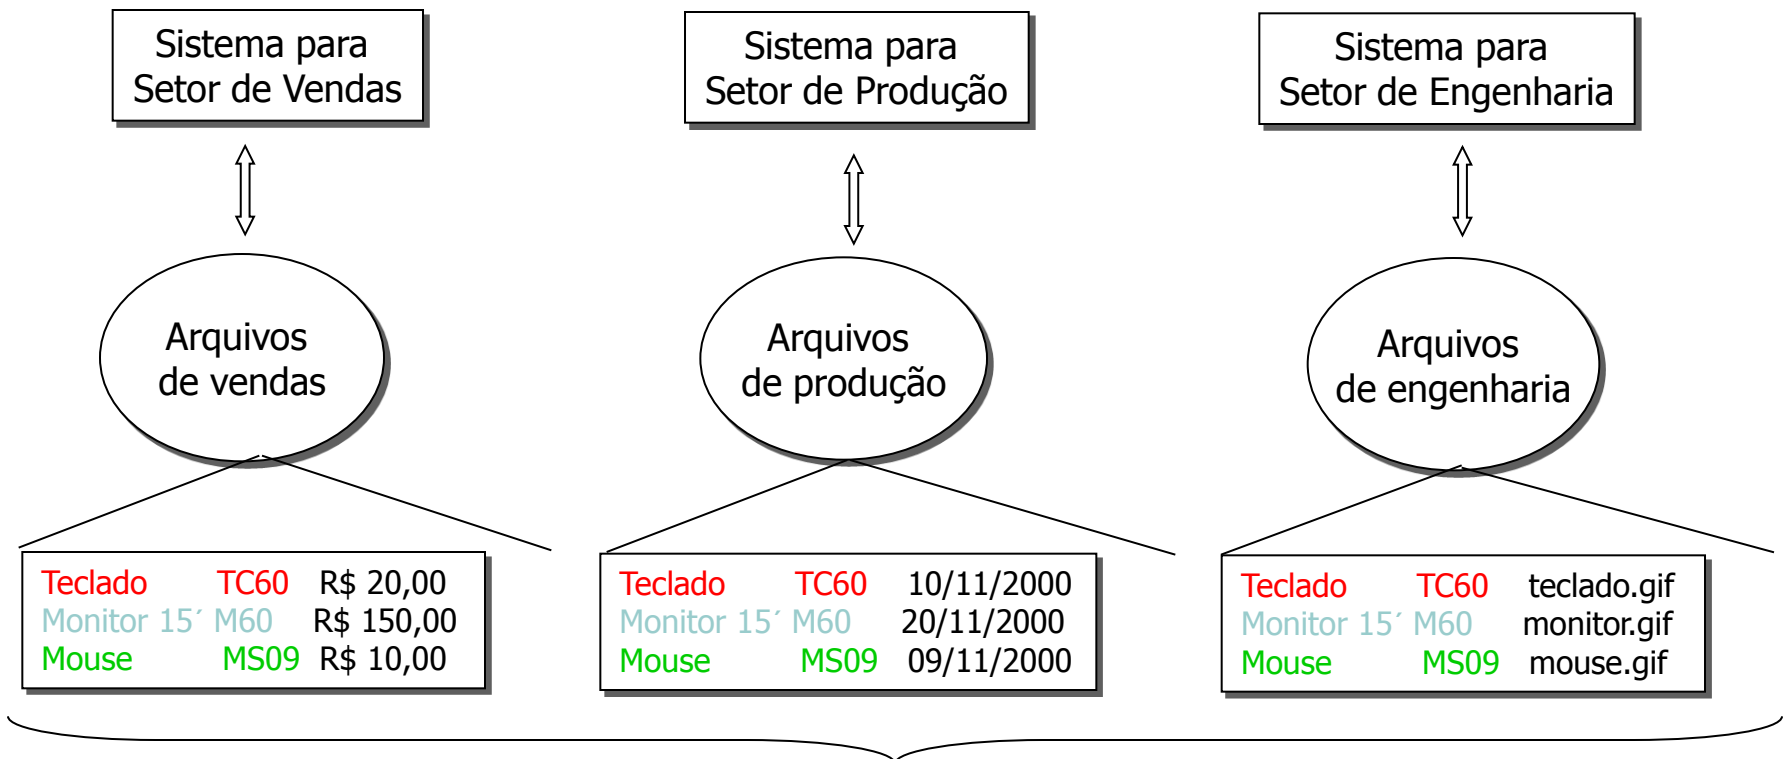 Sistema para
Setor de Vendas
Sistema para
Setor de Produção
Sistema para
Setor de Engenharia
Arquivos
de vendas
Arquivos
de produção
Arquivos
de engenharia
Teclado TC60 R$ 20,00
Monitor 15´ M60 R$ 150,00
Mouse MS09 R$ 10,00
Teclado TC60 10/11/2000
Monitor 15´ M60 20/11/2000
Mouse MS09 09/11/2000
Teclado TC60 teclado.gif
Monitor 15´ M60 monitor.gif
Mouse MS09 mouse.gif